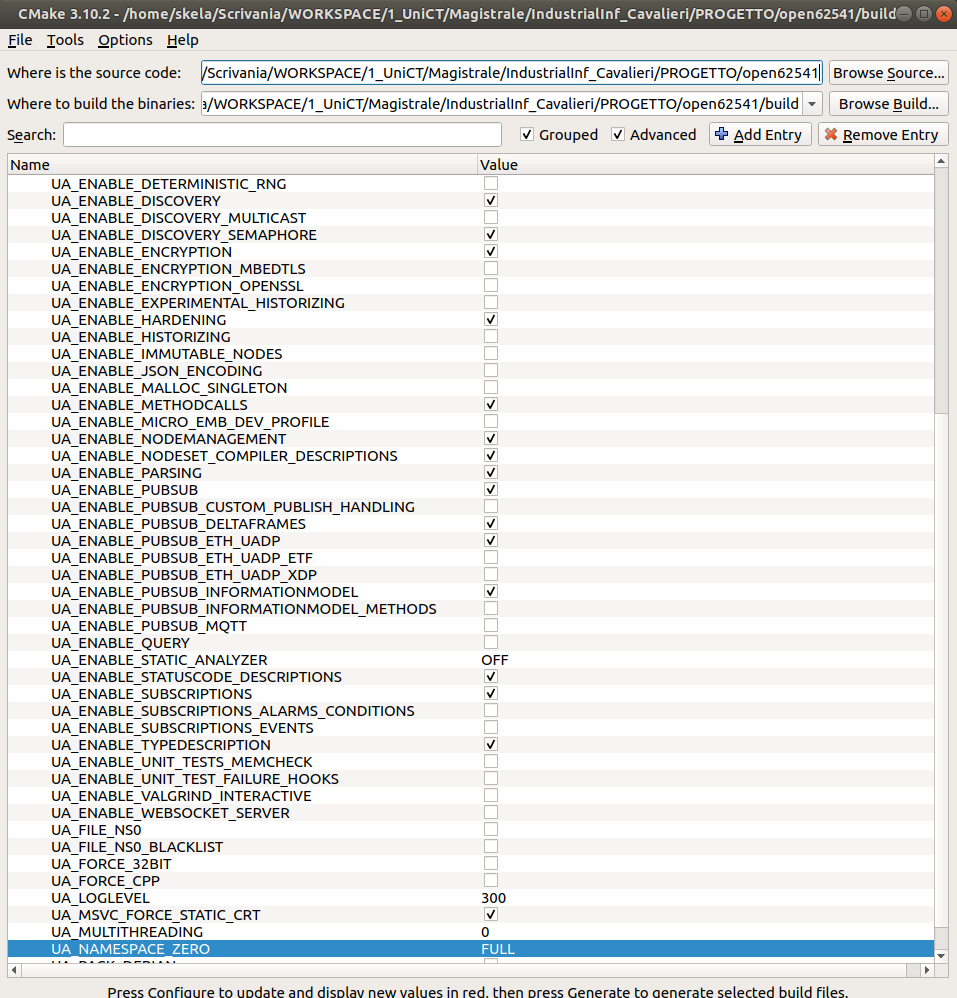 CMake 3.10.2 - /home/skela/Scrivania/WORKSPACE/1_UniCT/Magistrale/IndustrialInf_Cavalieri/PROGETTO/open62541/build
File Tools Options Help
Where is the source code: /Scrivania/WORKSPACE/1_UniCT/Magistrale/IndustrialInf_Cavalieri/PROGETTO/open62541 Browse Source...
Where to build the binaries: a/WORKSPACE/1_UniCT/Magistrale/IndustrialInf_Cavalieri/PROGETTO/open62541/build Browse Build...
Search: Grouped Advanced Add Entry Remove Entry
Name Value
UA_ENABLE_DETERMINISTIC_RNG
UA_ENABLE_DISCOVERY
UA_ENABLE_DISCOVERY_MULTICAST
UA_ENABLE_DISCOVERY_SEMAPHORE
UA_ENABLE_ENCRYPTION
UA_ENABLE_ENCRYPTION_MBEDTLS
UA_ENABLE_ENCRYPTION_OPENSSL
UA_ENABLE_EXPERIMENTAL_HISTORIZING
UA_ENABLE_HARDENING
UA_ENABLE_HISTORIZING
UA_ENABLE_IMMUTABLE_NODES
UA_ENABLE_JSON_ENCODING
UA_ENABLE_MALLOC_SINGLETON
UA_ENABLE_METHODCALLS
UA_ENABLE_MICRO_EMB_DEV_PROFILE
UA_ENABLE_NODEMANAGEMENT
UA_ENABLE_NODESET_COMPILER_DESCRIPTIONS
UA_ENABLE_PARSING
UA_ENABLE_PUBSUB
UA_ENABLE_PUBSUB_CUSTOM_PUBLISH_HANDLING
UA_ENABLE_PUBSUB_DELTAFRAMES
UA_ENABLE_PUBSUB_ETH_UADP
UA_ENABLE_PUBSUB_ETH_UADP_ETF
UA_ENABLE_PUBSUB_ETH_UADP_XDP
UA_ENABLE_PUBSUB_INFORMATIONMODEL
UA_ENABLE_PUBSUB_INFORMATIONMODEL_METHODS
UA_ENABLE_PUBSUB_MQTT
UA_ENABLE_QUERY
UA_ENABLE_STATIC_ANALYZER OFF
UA_ENABLE_STATUSCODE_DESCRIPTIONS
UA_ENABLE_SUBSCRIPTIONS
UA_ENABLE_SUBSCRIPTIONS_ALARMS_CONDITIONS
UA_ENABLE_SUBSCRIPTIONS_EVENTS
UA_ENABLE_TYPEDESCRIPTION
UA_ENABLE_UNIT_TESTS_MEMCHECK
UA_ENABLE_UNIT_TEST_FAILURE_HOOKS
UA_ENABLE_VALGRIND_INTERACTIVE
UA_ENABLE_WEBSOCKET_SERVER
UA_FILE_NS0
UA_FILE_NS0_BLACKLIST
UA_FORCE_32BIT
UA_FORCE_CPP
UA_LOGLEVEL 300
UA_MSVC_FORCE_STATIC_CRT
UA_MULTITHREADING 0
UA_NAMESPACE_ZERO FULL
UA_PACK_DEBIAN
Press Configure to update and display new values in red, then press Generate to generate selected build files.